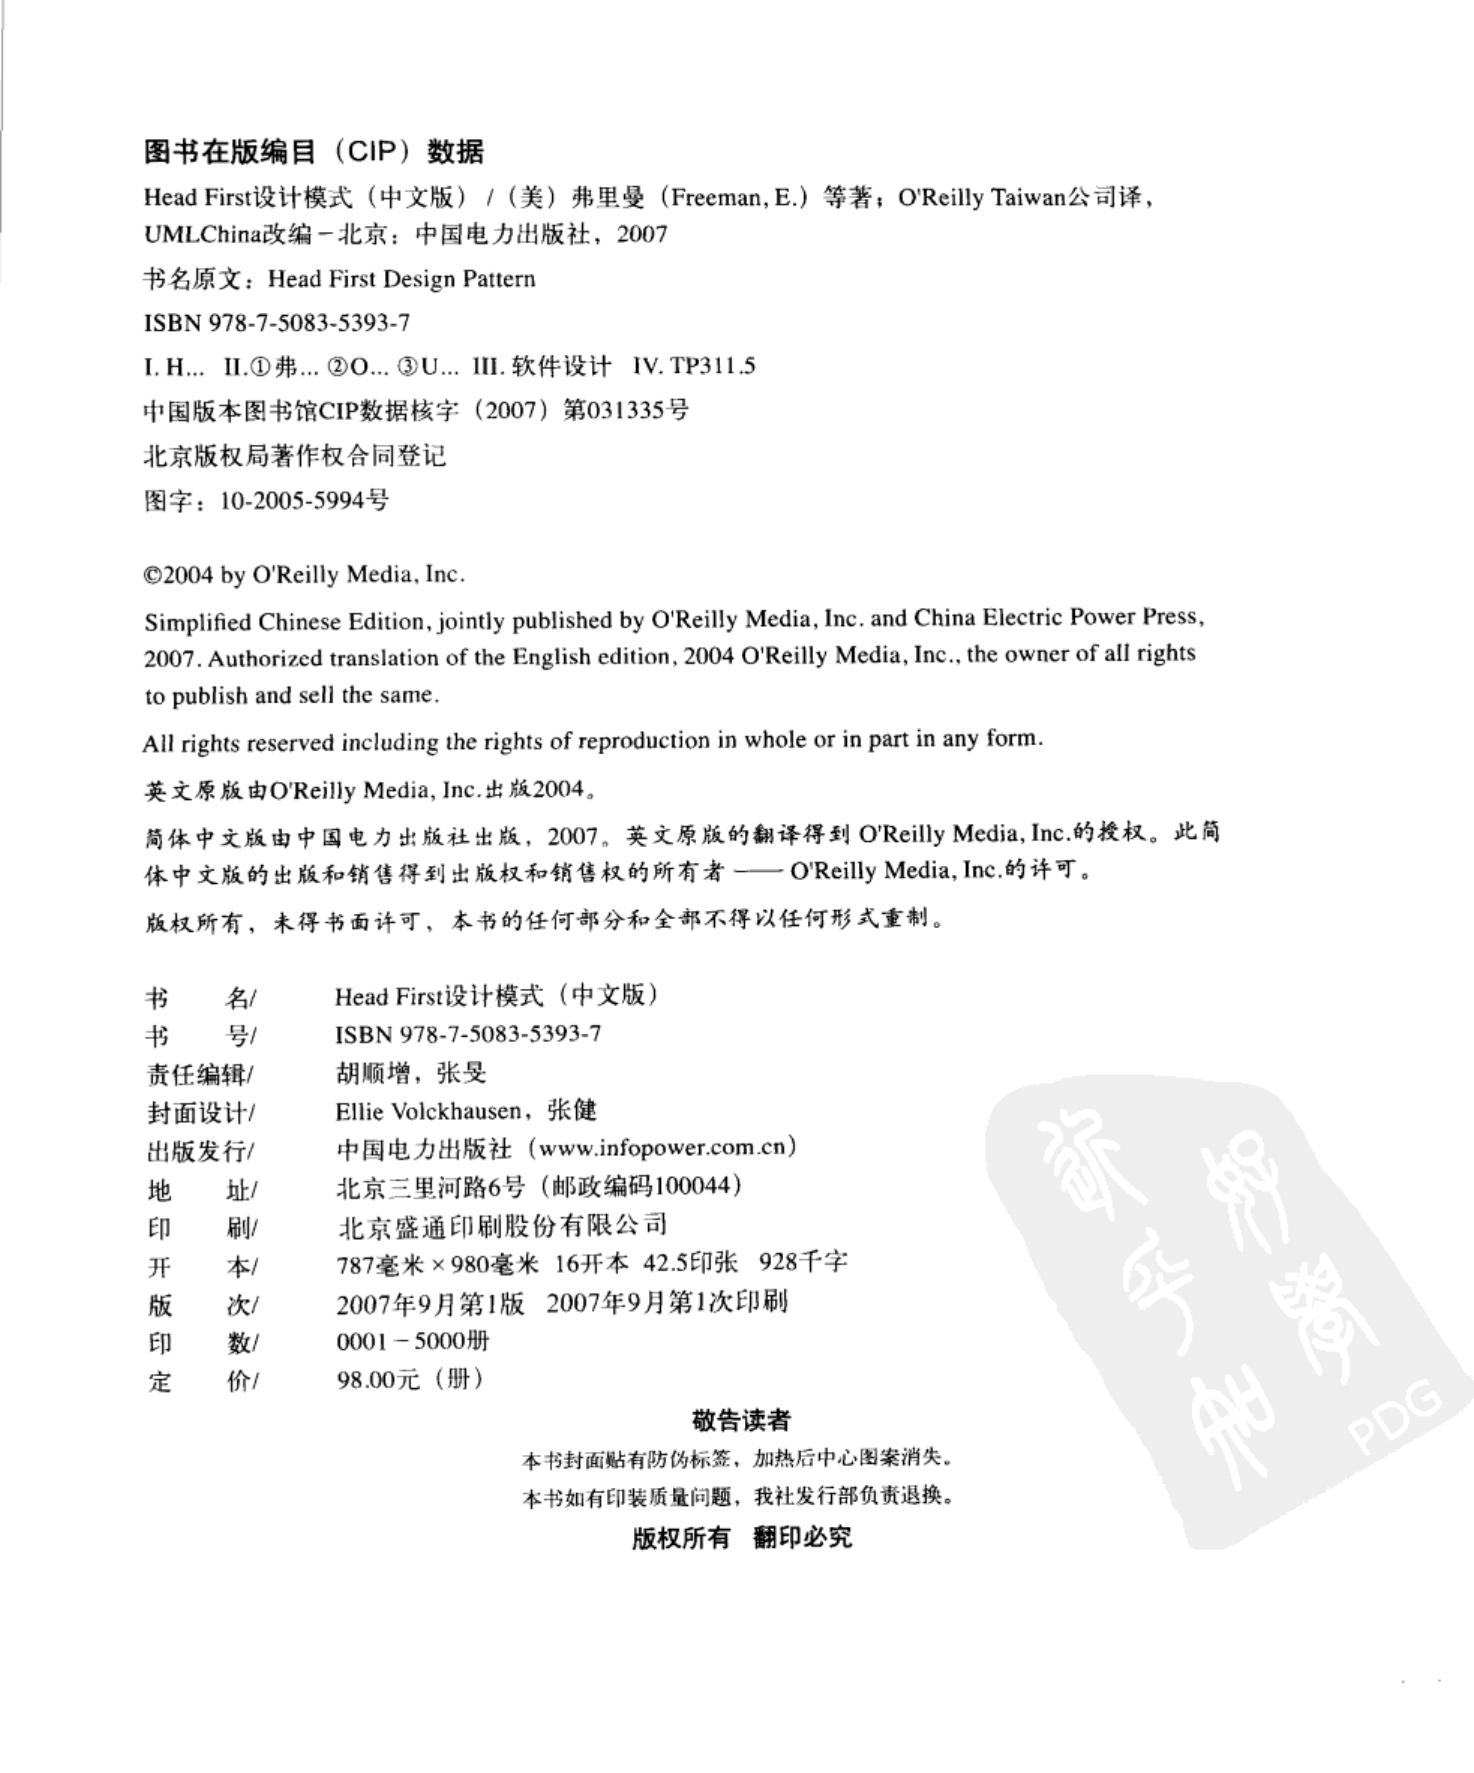 图书在版编目（CIP）数据
Head First设计模式（中文版） /（美）弗里曼（Freeman, E.）等著；O'Reilly Taiwan公司译，
UMLChina改编－北京：中国电力出版社，2007
书名原文：Head First Design Pattern
ISBN 978-7-5083-5393-7
I. H... II.①弗... ②O... ③U... III. 软件设计 IV. TP311.5
中国版本图书馆CIP数据核字（2007）第031335号
北京版权局著作权合同登记
图字：10-2005-5994号
©2004 by O'Reilly Media, Inc.
Simplified Chinese Edition, jointly published by O'Reilly Media, Inc. and China Electric Power Press,
2007. Authorized translation of the English edition, 2004 O'Reilly Media, Inc., the owner of all rights
to publish and sell the same.
All rights reserved including the rights of reproduction in whole or in part in any form.
英文原版由O'Reilly Media, Inc.出版2004。
简体中文版由中国电力出版社出版，2007。英文原版的翻译得到 O'Reilly Media, Inc.的授权。此简
体中文版的出版和销售得到出版权和销售权的所有者 —— O'Reilly Media, Inc.的许可。
版权所有，未得书面许可，本书的任何部分和全部不得以任何形式重制。
书 名/ Head First设计模式（中文版）
书 号/ ISBN 978-7-5083-5393-7
责任编辑/ 胡顺增，张旻
封面设计/ Ellie Volckhausen，张健
出版发行/ 中国电力出版社（www.infopower.com.cn）
地 址/ 北京三里河路6号（邮政编码100044）
印 刷/ 北京盛通印刷股份有限公司
开 本/ 787毫米 × 980毫米 16开本 42.5印张 928千字
版 次/ 2007年9月第1版 2007年9月第1次印刷
印 数/ 0001－5000册
定 价/ 98.00元（册）
敬告读者
本书封面贴有防伪标签，加热后中心图案消失。
本书如有印装质量问题，我社发行部负责退换。
版权所有 翻印必究
PDG